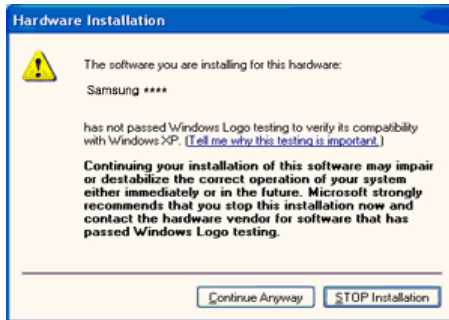 Hardware Installation
The software you are installing for this hardware:
Samsung ****
has not passed Windows Logo testing to verify its compatibility
with Windows XP. (Tell me why this testing is important.)
Continuing your installation of this software may impair
or destabilize the correct operation of your system
either immediately or in the future. Microsoft strongly
recommends that you stop this installation now and
contact the hardware vendor for software that has
passed Windows Logo testing.
Continue Anyway STOP Installation